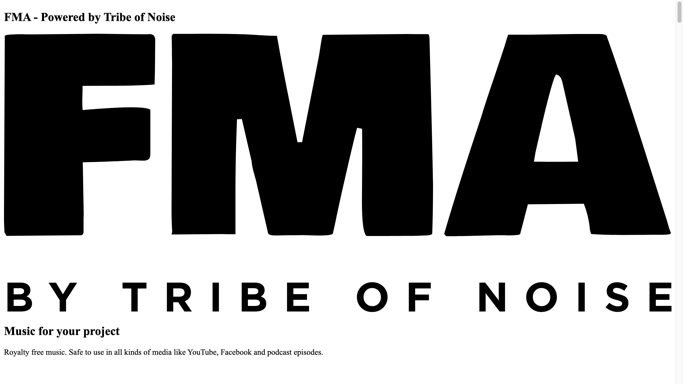 FMA - Powered by Tribe of Noise
FMA
BY TRIBE OF NOISE
Music for your project
Royalty free music. Safe to use in all kinds of media like YouTube, Facebook and podcast episodes.